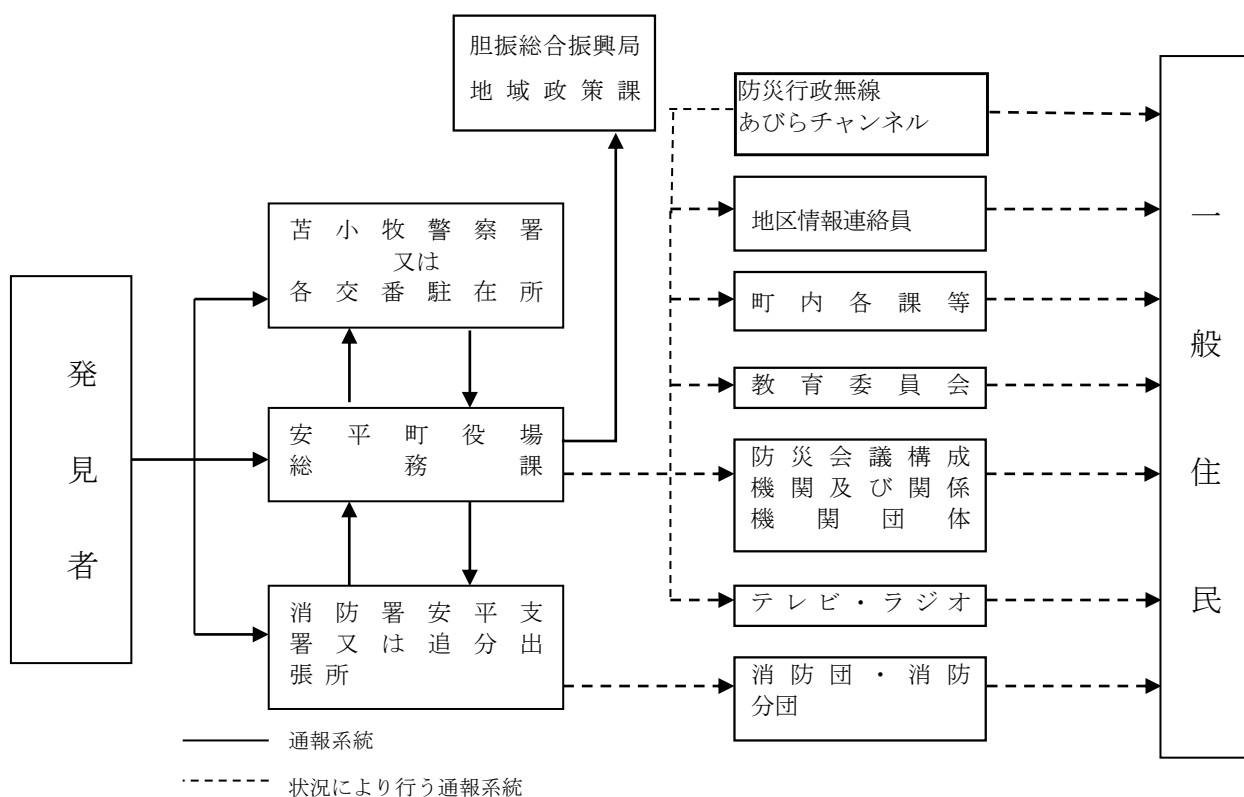 胆振総合振興局
地域政策課
防災行政無線
あびらチャンネル
苫小牧警察署
又は
各交番駐在所
地区情報連絡員
町内各課等
発見者
教育委員会
安平町役場
総務課
防災会議構成
機関及び関係
機関団体
消防署安平支
署又は追分出
張所
テレビ・ラジオ
消防団・消防
分団
一般住民
通報系統
状況により行う通報系統